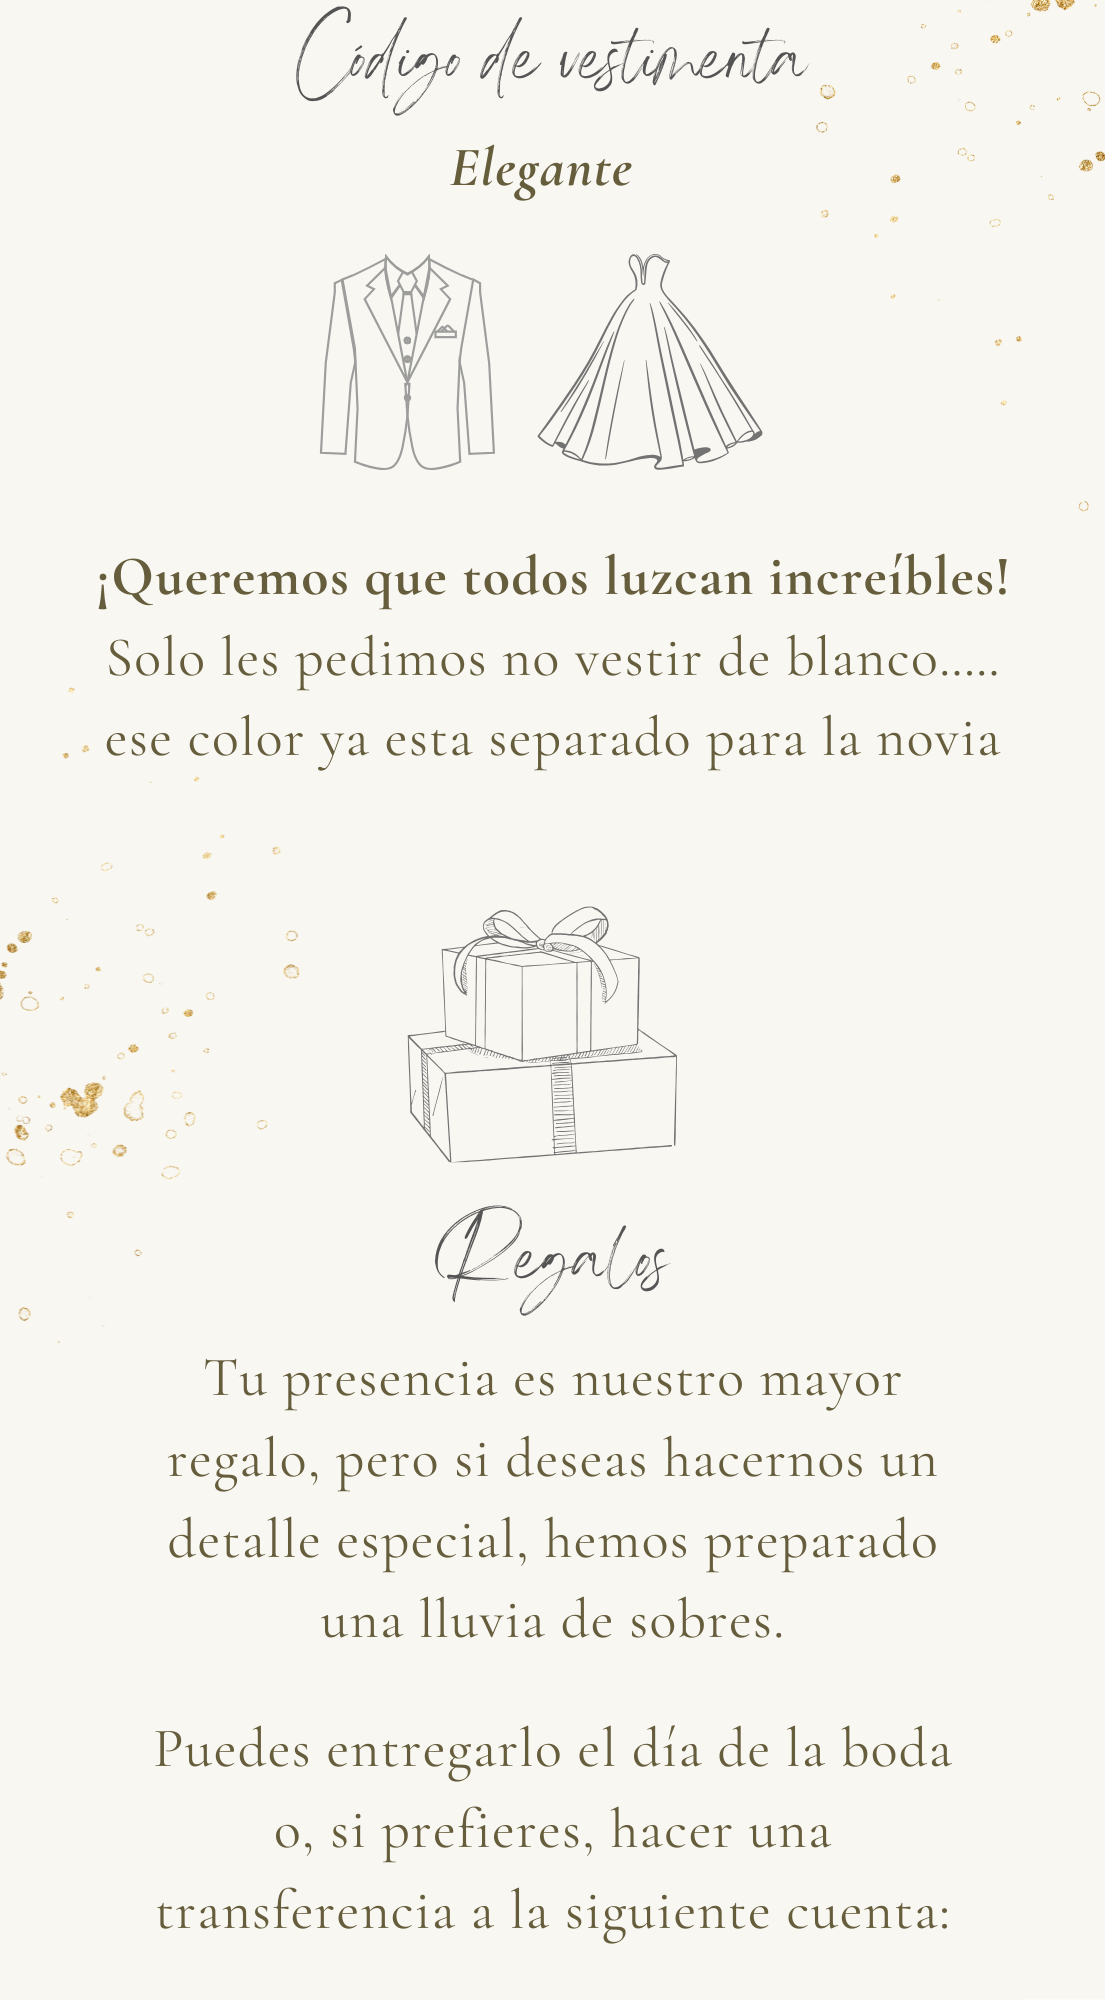 Código de vestimenta
Elegante
¡Queremos que todos luzcan increíbles!
Solo les pedimos no vestir de blanco.....
ese color ya esta separado para la novia
Regalos
Tu presencia es nuestro mayor
regalo, pero si deseas hacernos un
detalle especial, hemos preparado
una lluvia de sobres.
Puedes entregarlo el día de la boda
o, si prefieres, hacer una
transferencia a la siguiente cuenta: